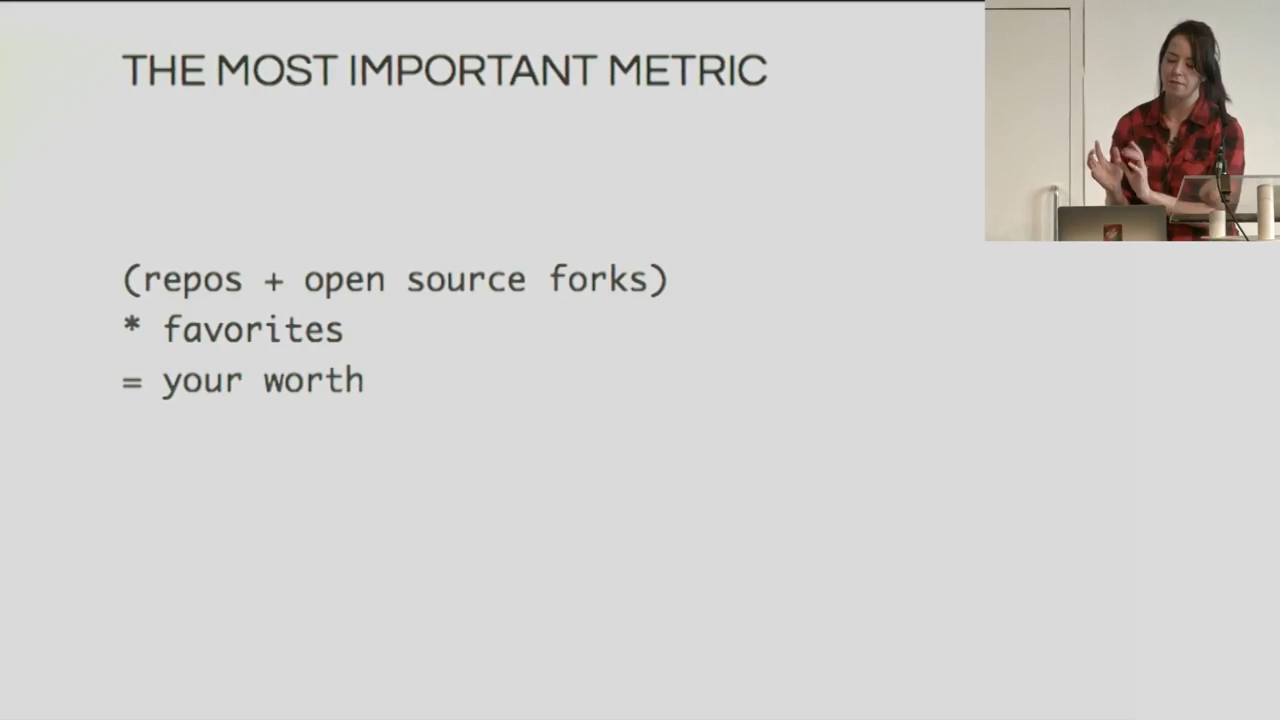 THE MOST IMPORTANT METRIC
(repos + open source forks)
* favorites
= your worth